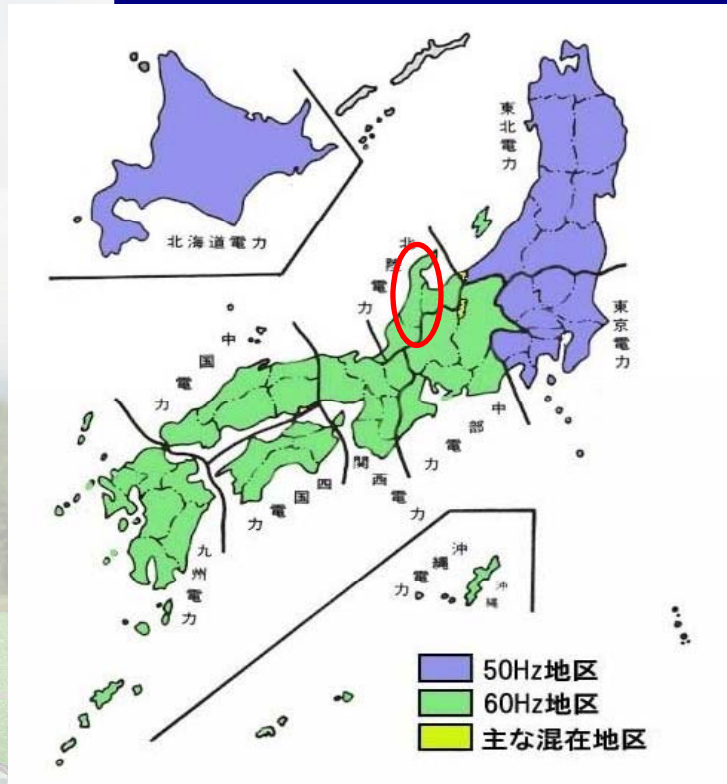 東北電力
北海道電力
北陸電力
東京電力
中国電力
中部電力
関西電力
四国電力
九州電力
沖縄電力
沖縄
50Hz地区
60Hz地区
主な混在地区